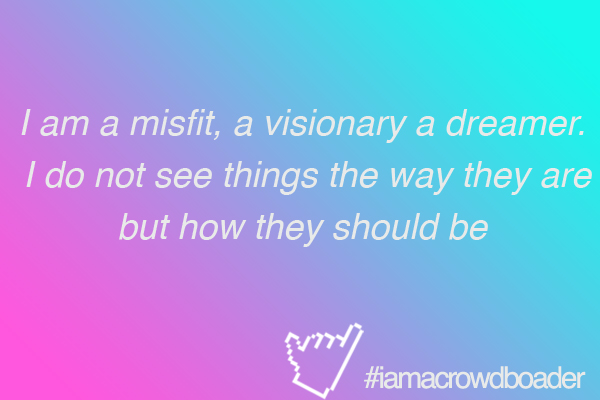 I am a misfit, a visionary a dreamer.
I do not see things the way they are
but how they should be
#iamacrowdboader